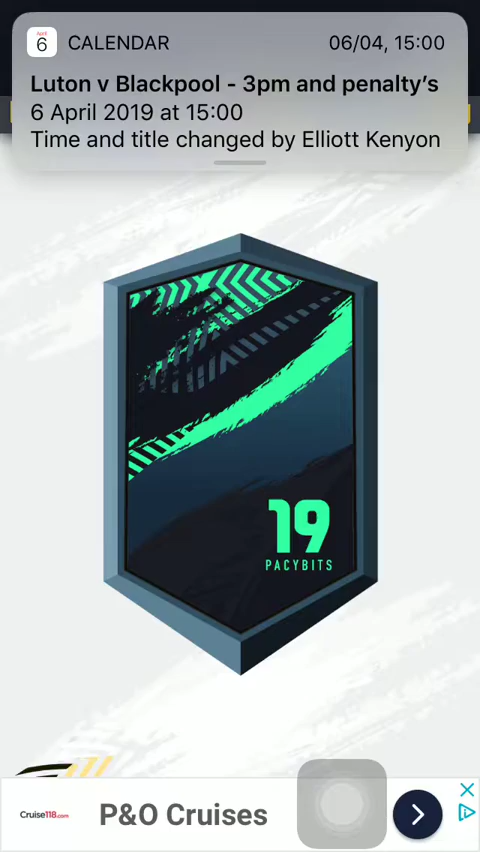 April
6
CALENDAR
06/04, 15:00
Luton v Blackpool - 3pm and penalty’s
6 April 2019 at 15:00
Time and title changed by Elliott Kenyon
19
PACYBITS
Cruise118.com
P&O Cruises